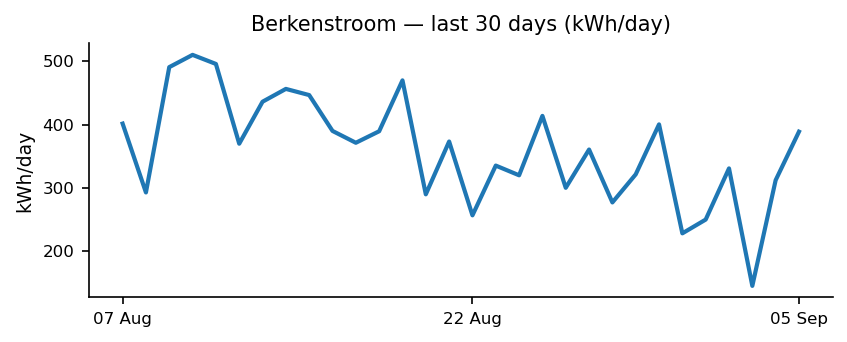 Berkenstroom — last 30 days (kWh/day)
kWh/day
500
400
300
200
07 Aug
22 Aug
05 Sep